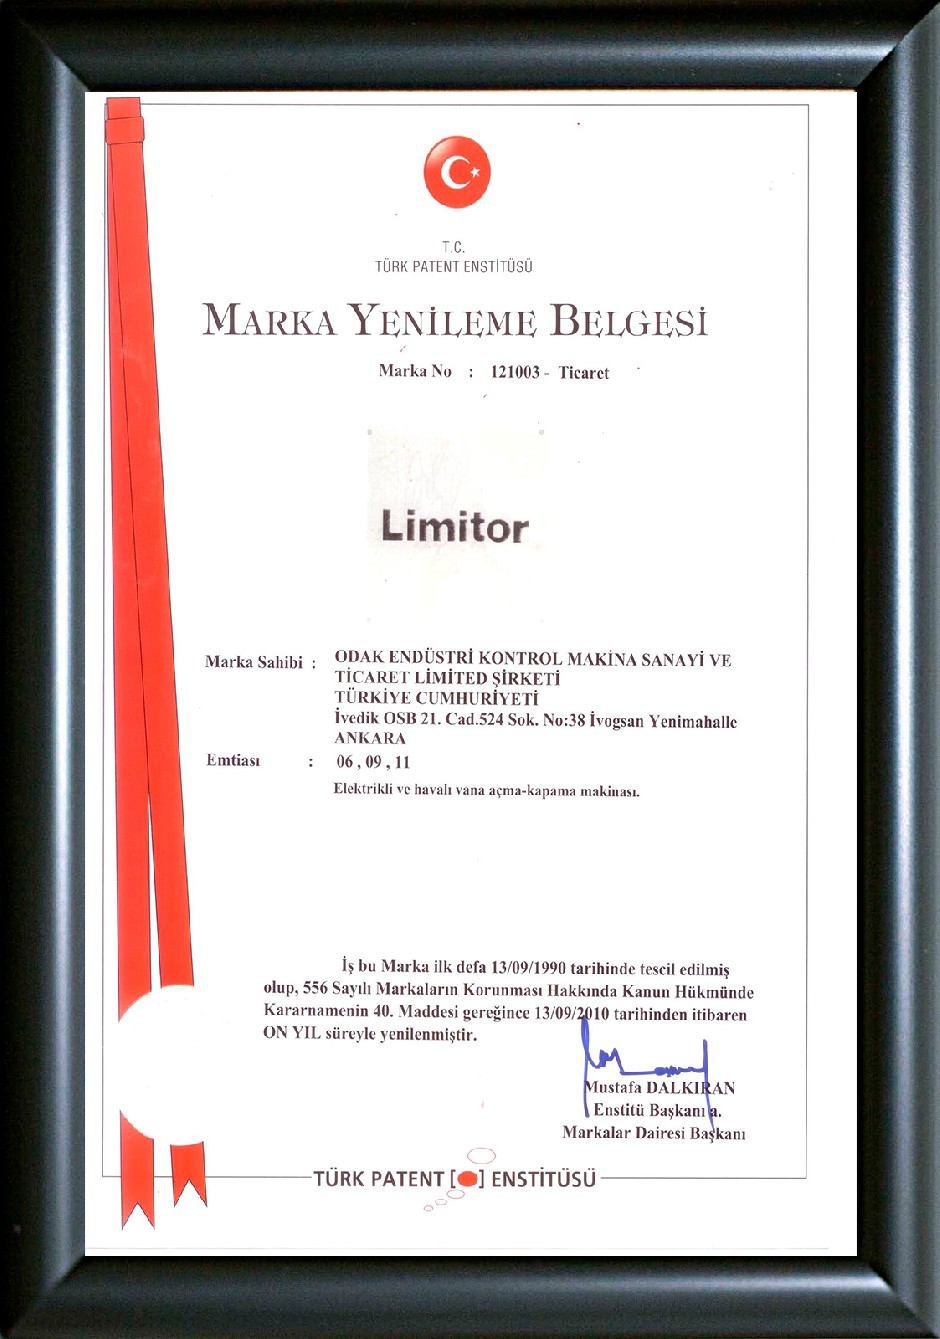 T.C.
TÜRK PATENT ENSTİTÜSÜ
MARKA YENİLEME BELGESİ
Marka No : 121003 - Ticaret
Limitor
Marka Sahibi : ODAK ENDÜSTRİ KONTROL MAKİNA SANAYİ VE
TİCARET LİMİTED ŞİRKETİ
TÜRKİYE CUMHURİYETİ
İvedik OSB 21. Cad.524 Sok. No:38 İvogsan Yenimahalle
ANKARA
Emtiası : 06 , 09 , 11
Elektrikli ve havalı vana açma-kapama makinası.
İş bu Marka ilk defa 13/09/1990 tarihinde tescil edilmiş
olup, 556 Sayılı Markaların Korunması Hakkında Kanun Hükmünde
Kararnamenin 40. Maddesi gereğince 13/09/2010 tarihinden itibaren
ON YIL süreyle yenilenmiştir.
Mustafa DALKIRAN
Enstitü Başkanı a.
Markalar Dairesi Başkanı
TÜRK PATENT [ ] ENSTİTÜSÜ